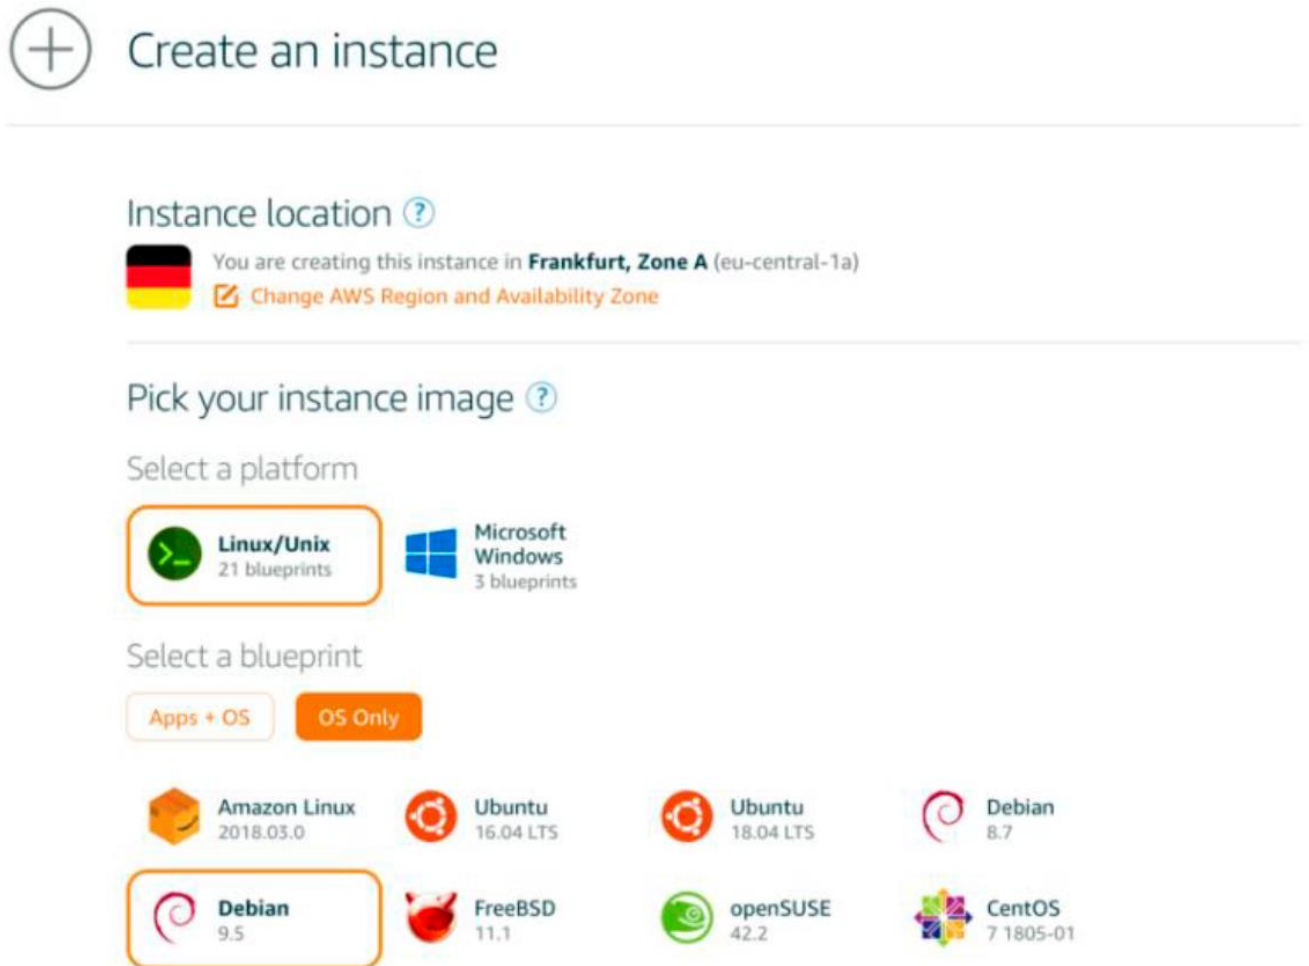 Create an instance
Instance location ?
You are creating this instance in Frankfurt, Zone A (eu-central-1a)
Change AWS Region and Availability Zone
Pick your instance image ?
Select a platform
Linux/Unix
21 blueprints
Microsoft
Windows
3 blueprints
Select a blueprint
Apps + OS
OS Only
Amazon Linux
2018.03.0
Ubuntu
16.04 LTS
Ubuntu
18.04 LTS
Debian
8.7
Debian
9.5
FreeBSD
11.1
openSUSE
42.2
CentOS
7 1805-01